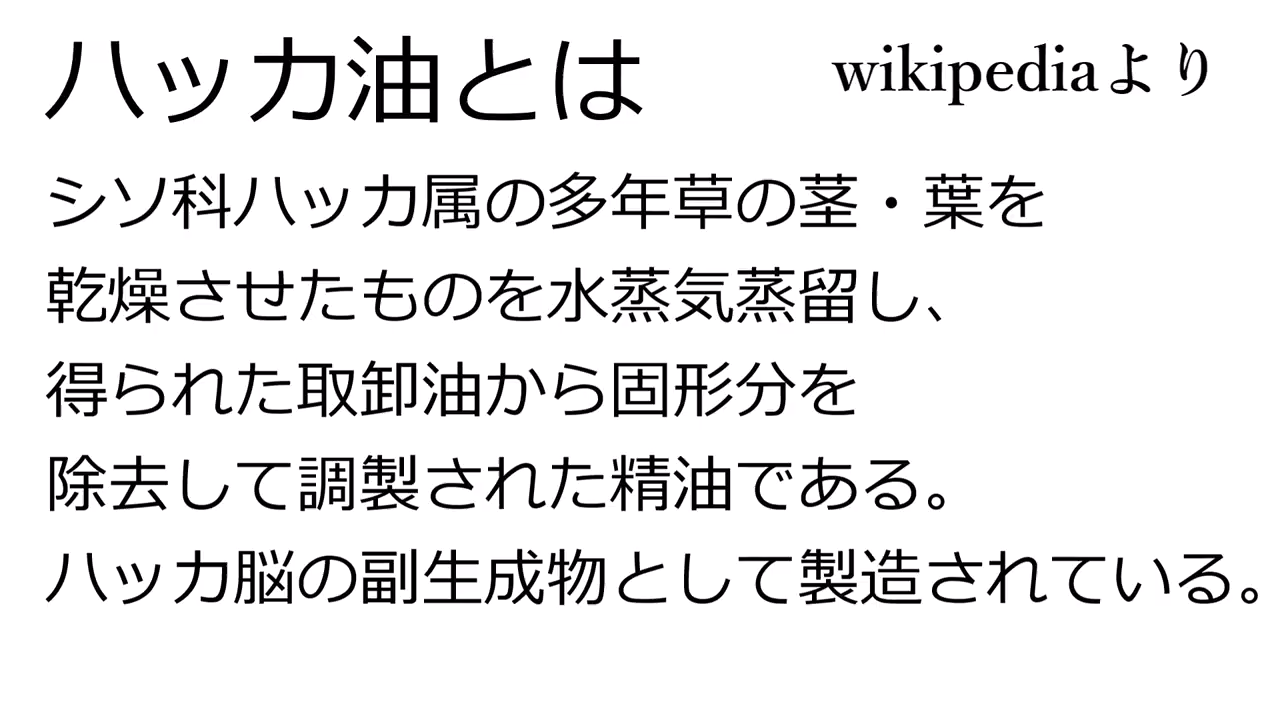 ハッカ油とは
wikipediaより
シソ科ハッカ属の多年草の茎・葉を
乾燥させたものを水蒸気蒸留し、
得られた取卸油から固形分を
除去して調製された精油である。
ハッカ脳の副生成物として製造されている。